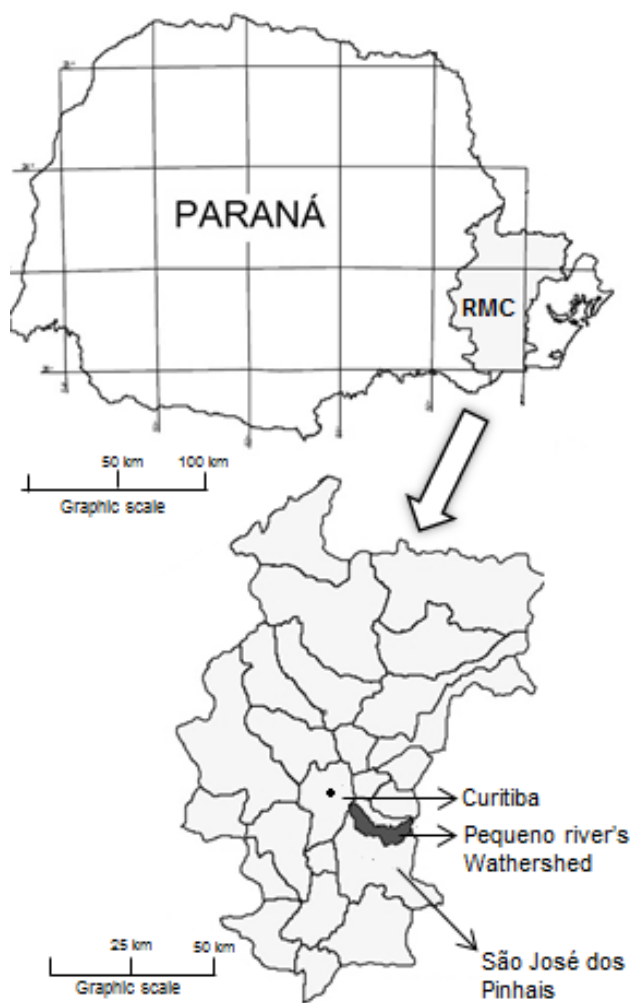 PARANÁ
RMC
50 km 100 km
Graphic scale
Curitiba
Pequeno river's
Wathershed
25 km 50 km
Graphic scale
São José dos
Pinhais